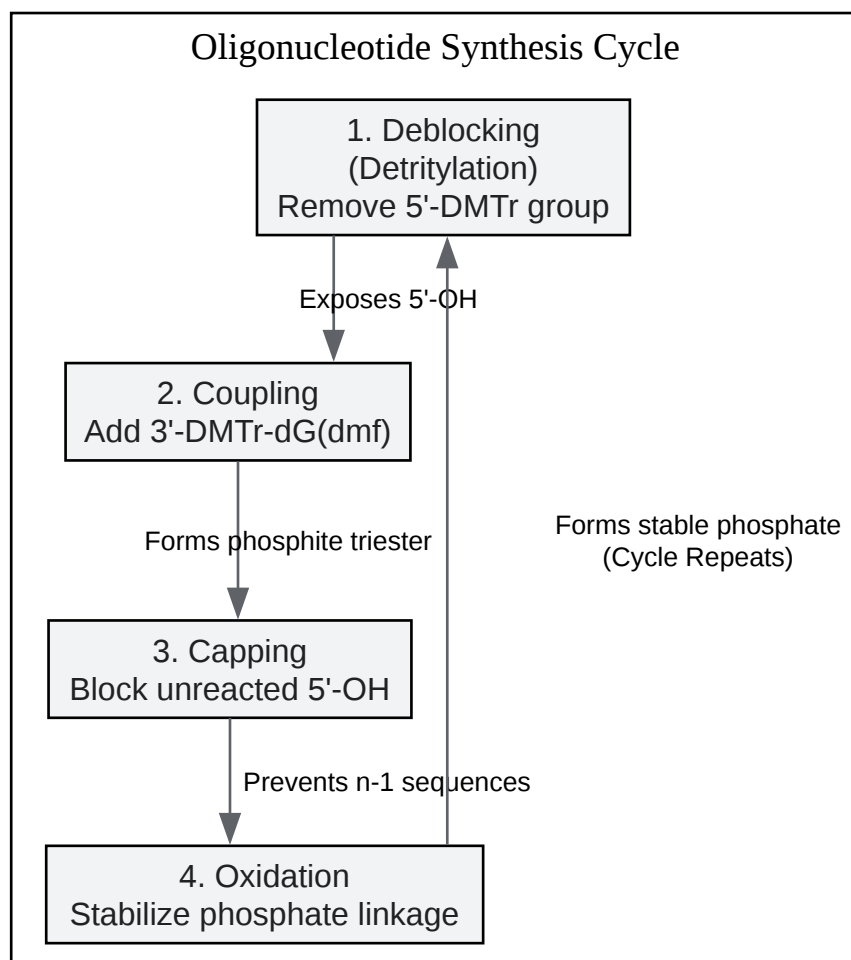 Oligonucleotide Synthesis Cycle
1. Deblocking
(Detritylation)
Remove 5'-DMTr group
Exposes 5'-OH
2. Coupling
Add 3'-DMTr-dG(dmf)
Forms phosphite triester
Forms stable phosphate
(Cycle Repeats)
3. Capping
Block unreacted 5'-OH
Prevents n-1 sequences
4. Oxidation
Stabilize phosphate linkage